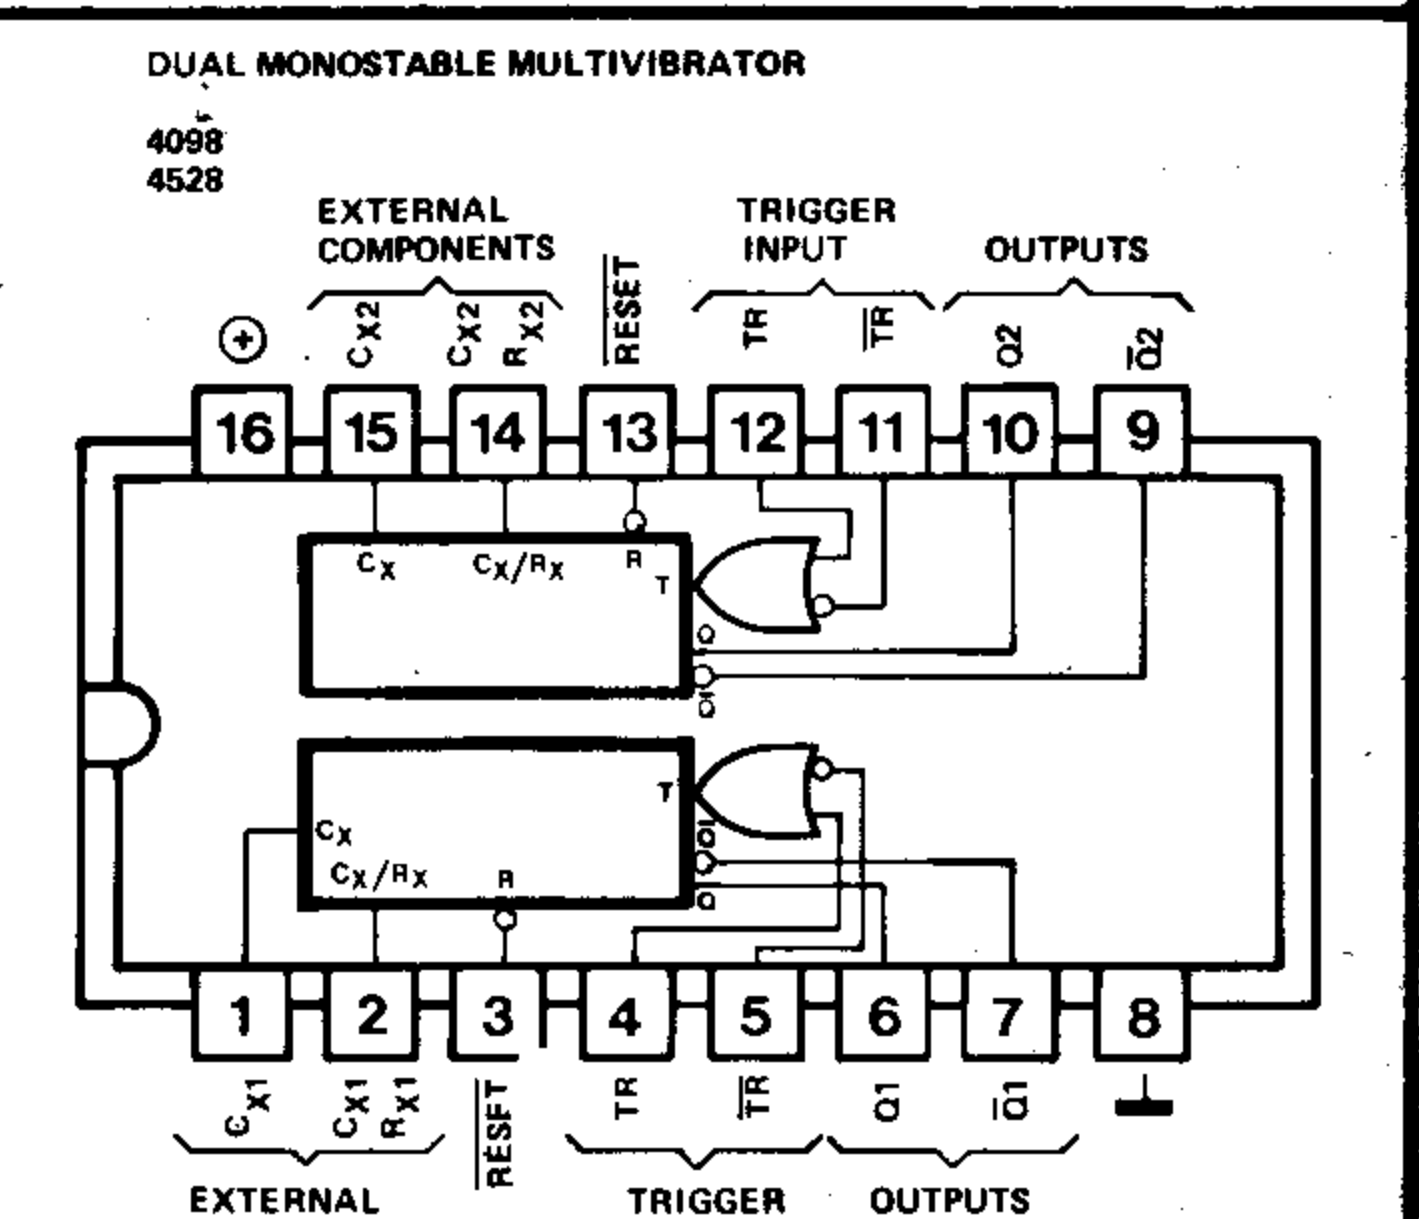 DUAL MONOSTABLE MULTIVIBRATOR
4098
4528
EXTERNAL
COMPONENTS
RESET
TRIGGER
INPUT
OUTPUTS
+
CX2
CX2
RX2
TR
TR
Q2
Q2
16 15 14 13 12 11 10 9
CX
CX/RX
R
T
Q
Q
T
CX
CX/RX
R
Q
Q
1 2 3 4 5 6 7 8
CX1
CX1
RX1
RESET
TR
TR
Q1
Q1
EXTERNAL
TRIGGER
OUTPUTS